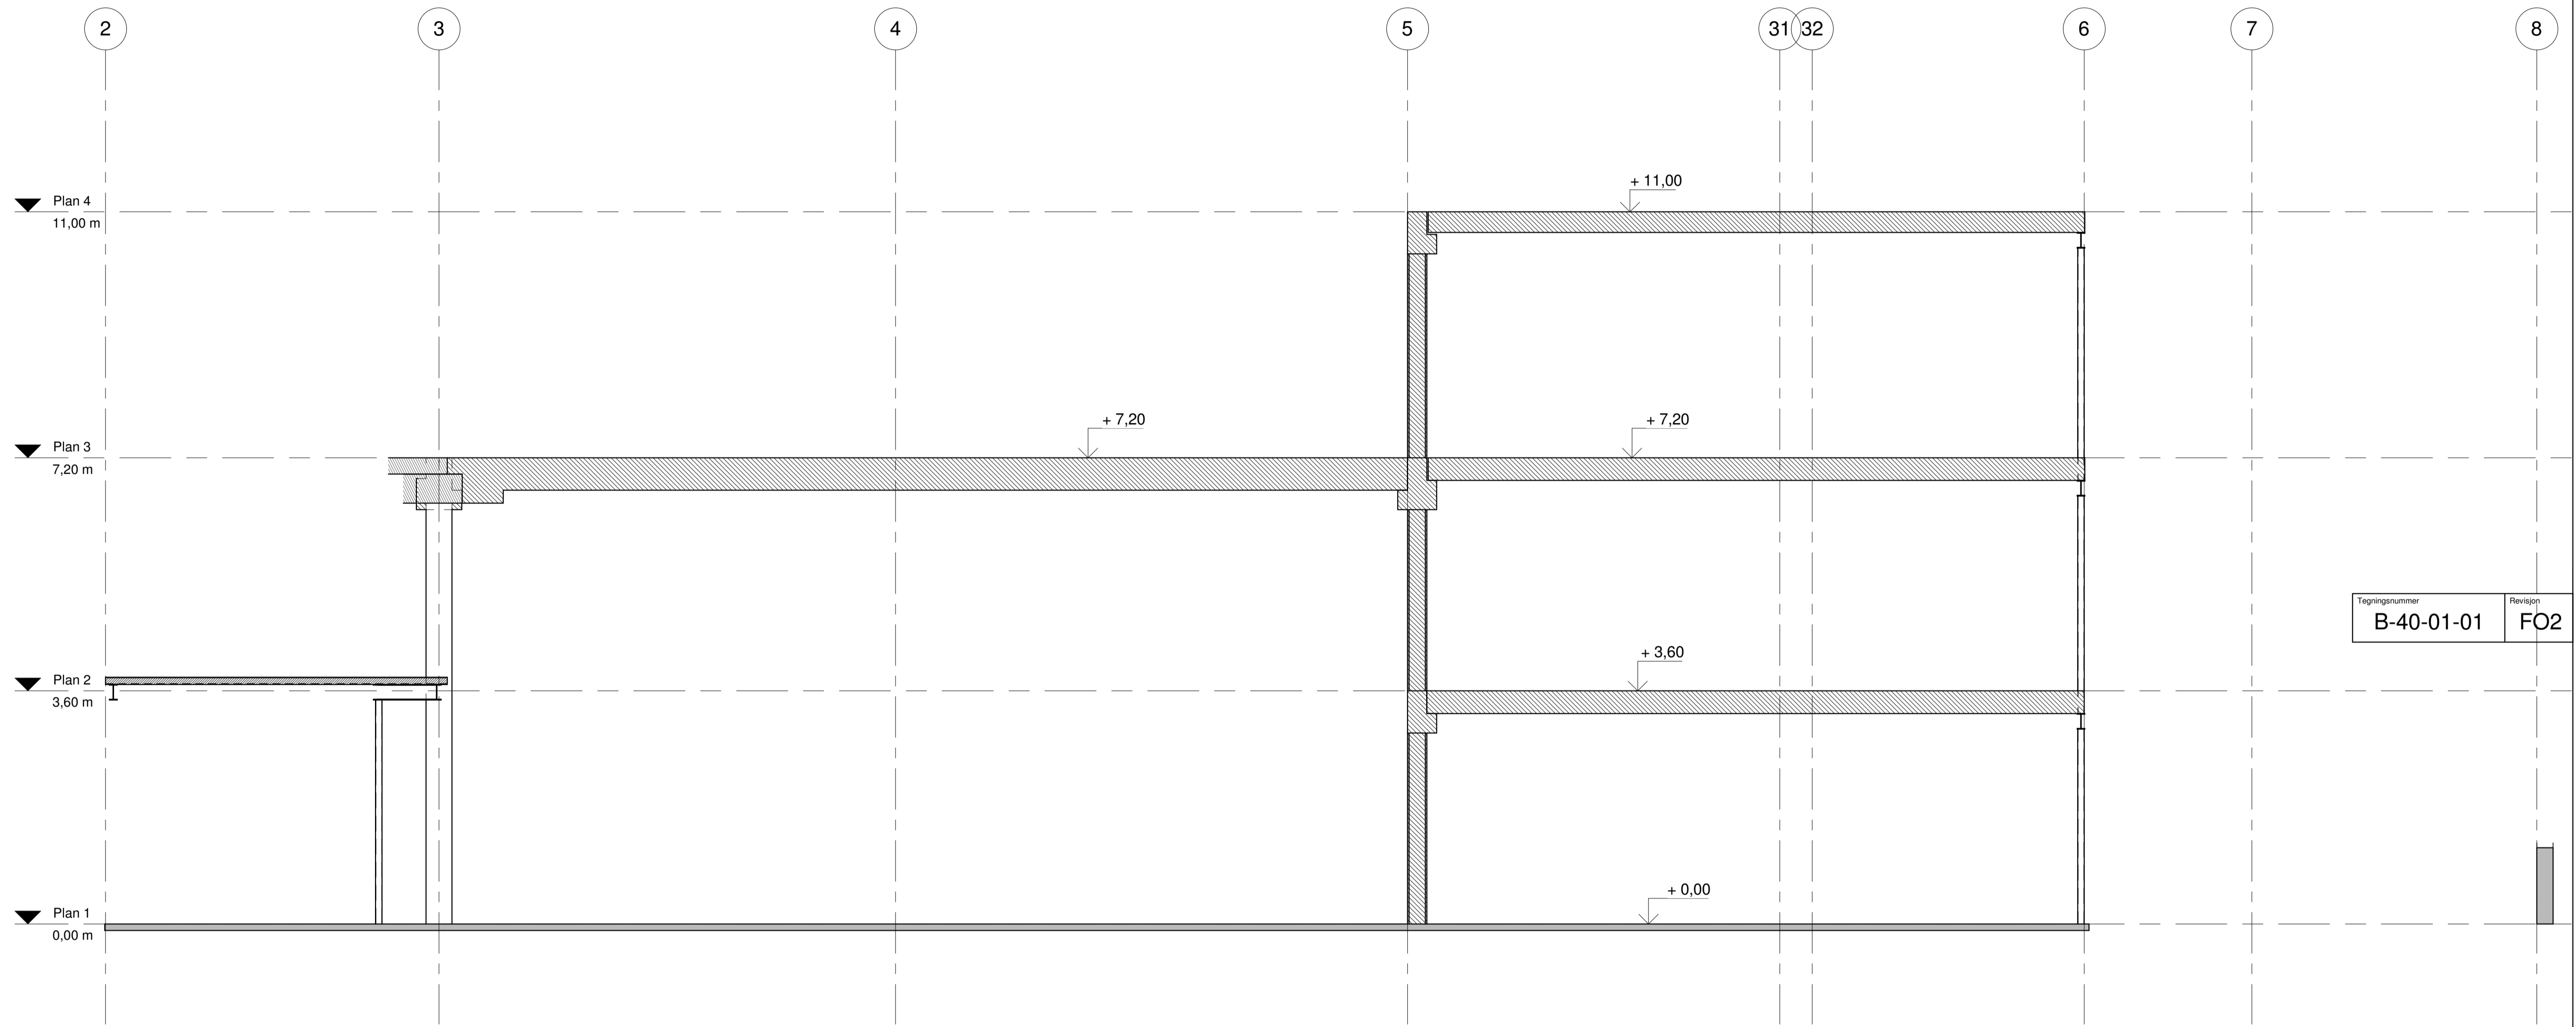 2 3 4 5 31 32 6 7 8
Plan 4
11,00 m
+ 11,00
Plan 3
7,20 m
+ 7,20
+ 7,20
Tegningsnummer
B-40-01-01
Revisjon
FO2
Plan 2
3,60 m
+ 3,60
Plan 1
0,00 m
+ 0,00